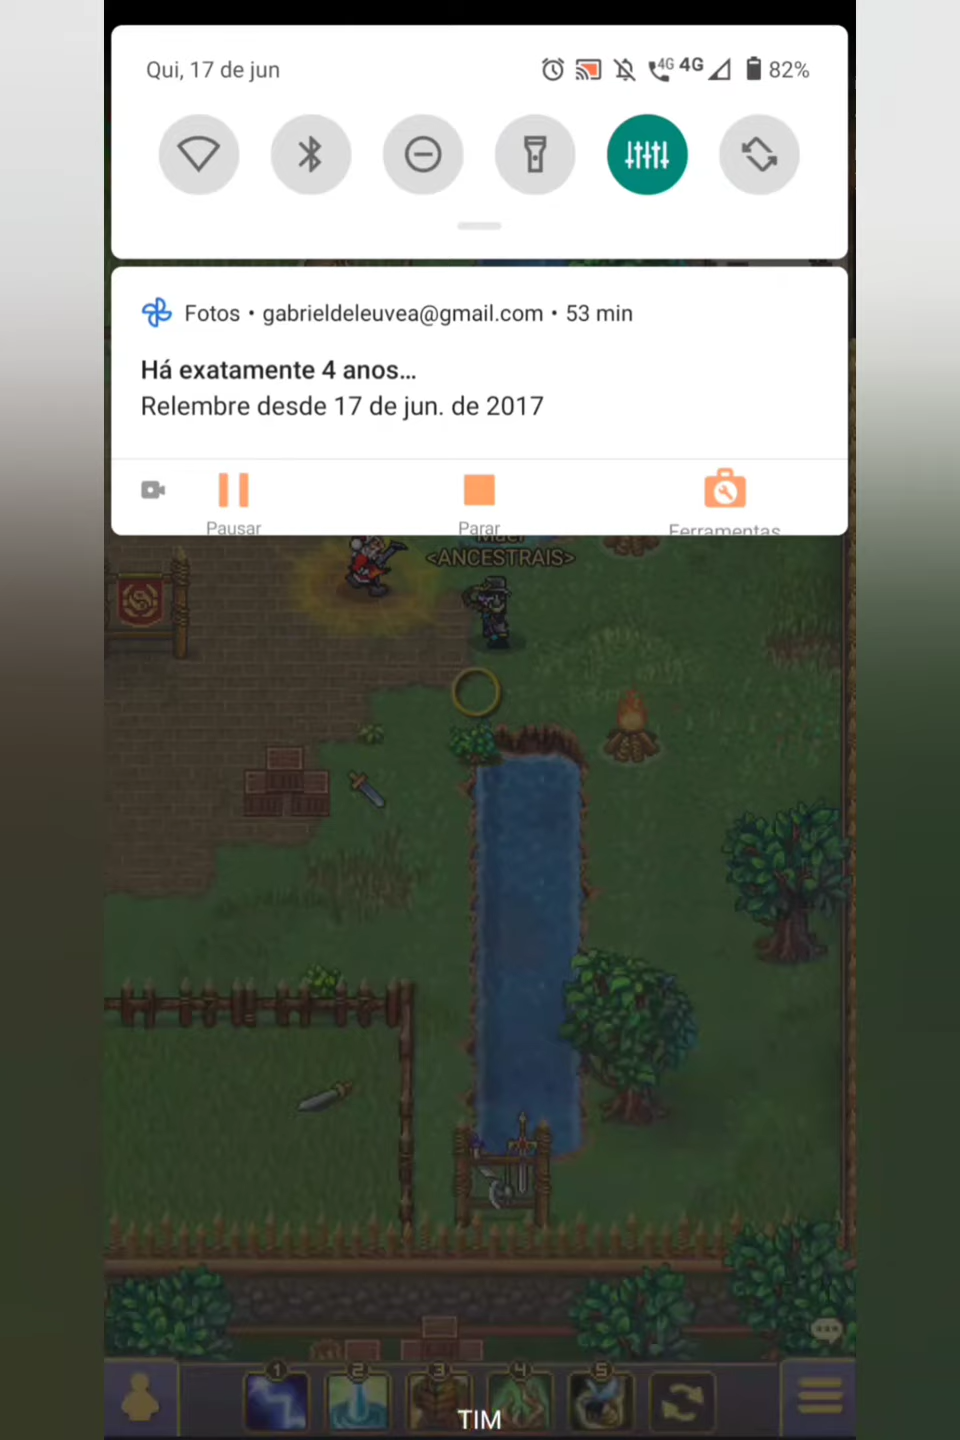 Qui, 17 de jun
4G 4G 82%
Fotos • gabrieldeleuvea@gmail.com • 53 min
Há exatamente 4 anos...
Relembre desde 17 de jun. de 2017
Pausar Parar Ferramentas
<ANCESTRAIS>
1 2 3 4 5
TIM